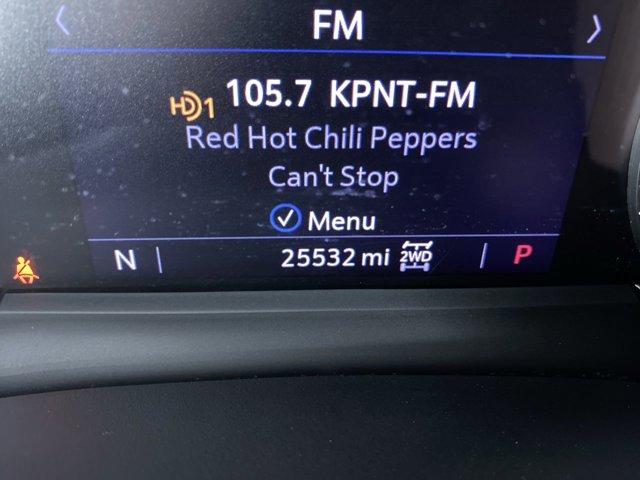 FM
HD1 105.7 KPNT-FM
Red Hot Chili Peppers
Can't Stop
Menu
N 25532 mi 2WD P